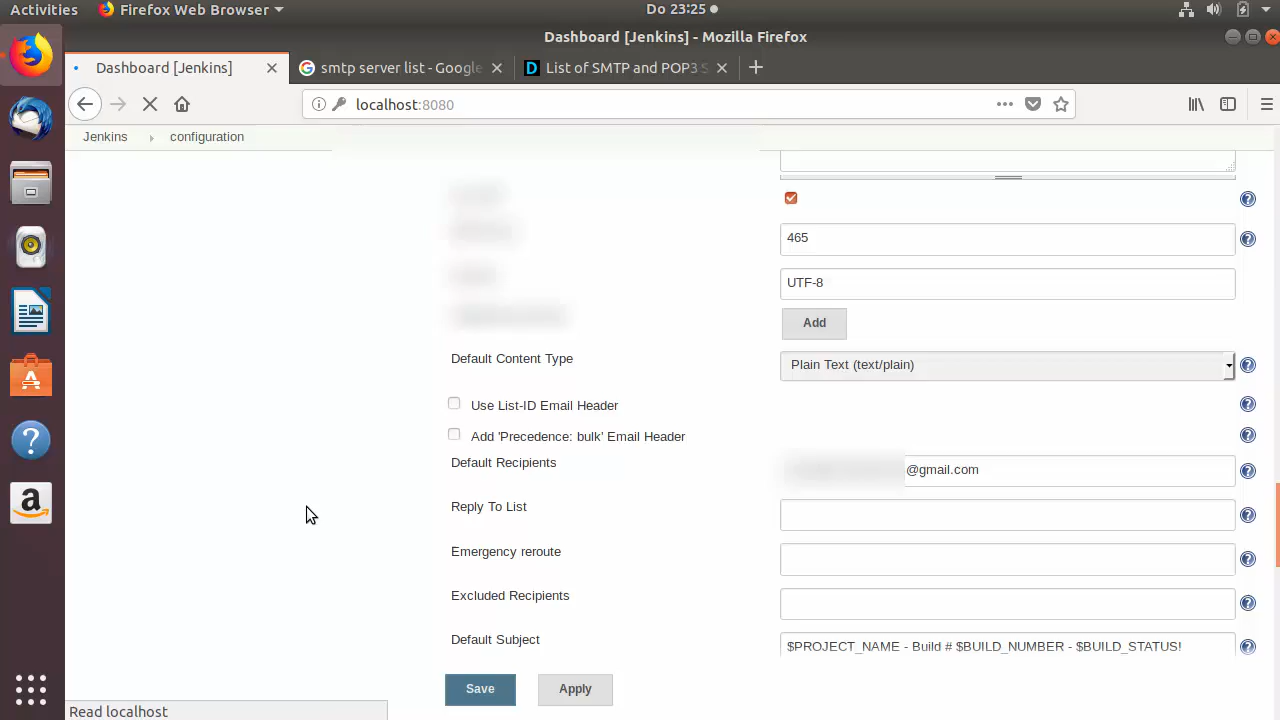 Activities Firefox Web Browser Do 23:25
Dashboard [Jenkins] - Mozilla Firefox
Dashboard [Jenkins] smtp server list - Google List of SMTP and POP3 S
localhost:8080
Jenkins configuration
465
UTF-8
Add
Default Content Type Plain Text (text/plain)
Use List-ID Email Header
Add 'Precedence: bulk' Email Header
Default Recipients @gmail.com
Reply To List
Emergency reroute
Excluded Recipients
Default Subject $PROJECT_NAME - Build # $BUILD_NUMBER - $BUILD_STATUS!
Save Apply
Read localhost